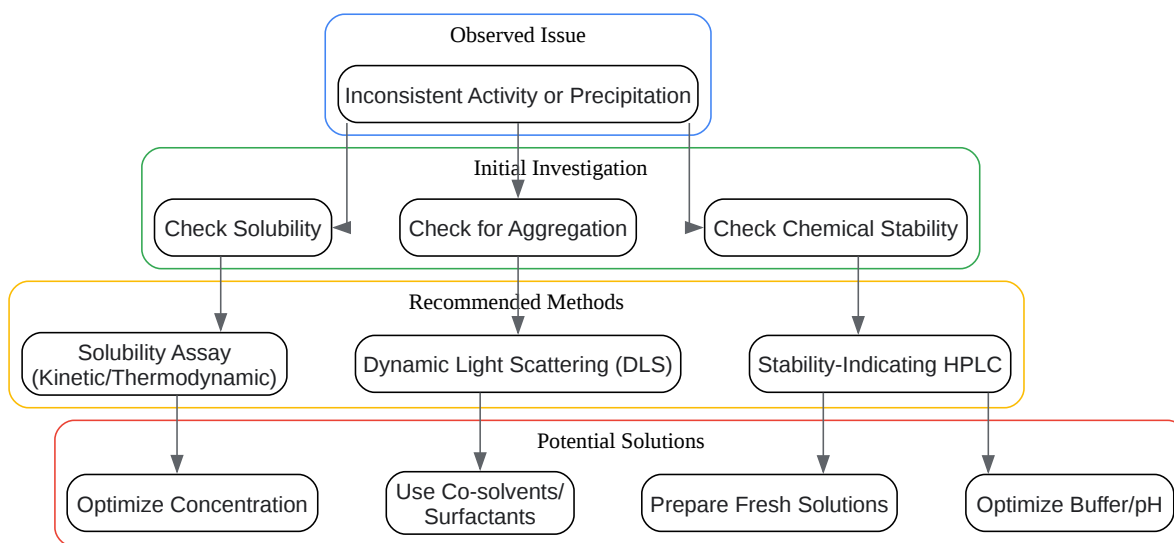 Observed Issue
Inconsistent Activity or Precipitation
Initial Investigation
Check Solubility
Check for Aggregation
Check Chemical Stability
Recommended Methods
Solubility Assay
(Kinetic/Thermodynamic)
Dynamic Light Scattering (DLS)
Stability-Indicating HPLC
Potential Solutions
Optimize Concentration
Use Co-solvents/
Surfactants
Prepare Fresh Solutions
Optimize Buffer/pH